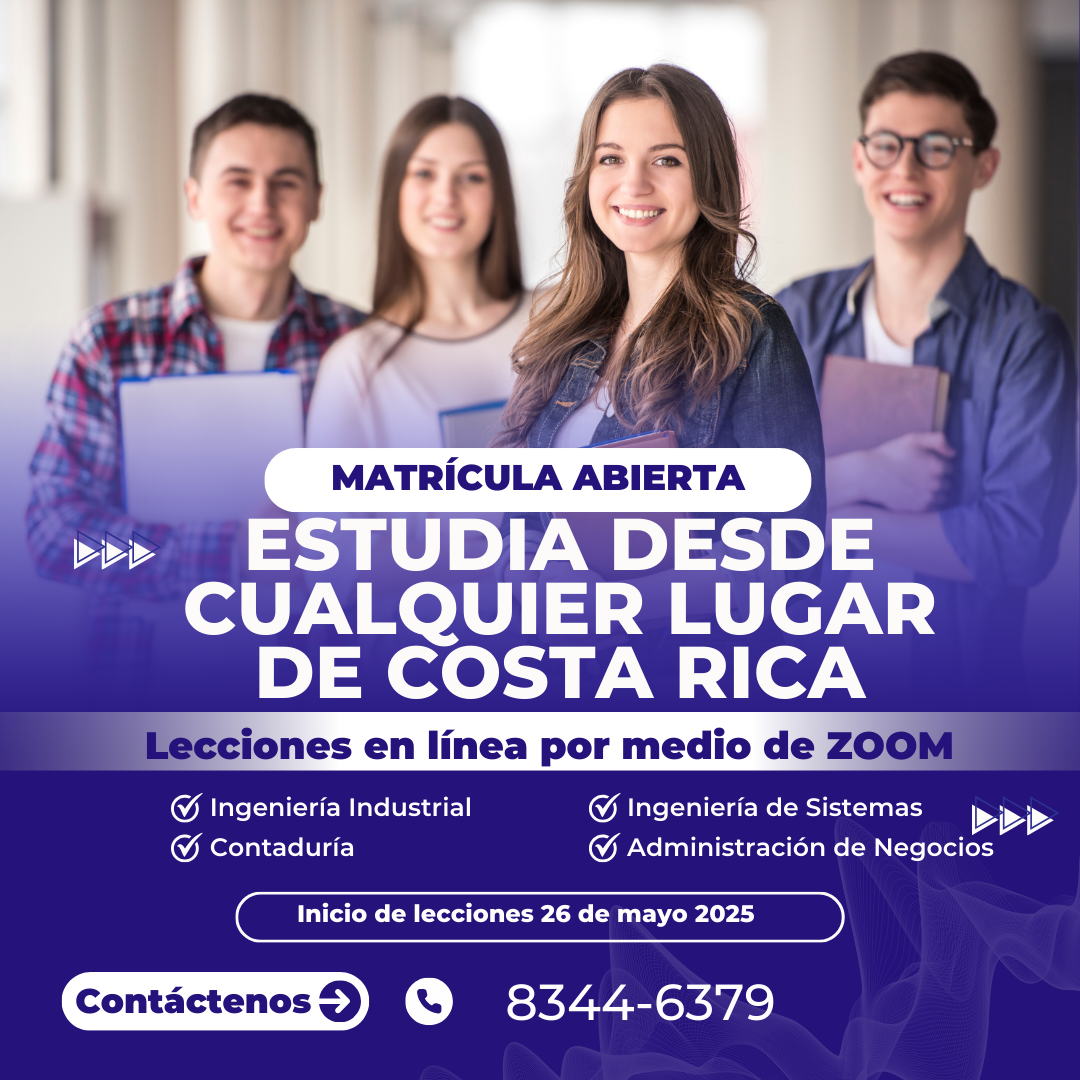 MATRÍCULA ABIERTA
ESTUDIA DESDE
CUALQUIER LUGAR
DE COSTA RICA
Lecciones en línea por medio de ZOOM
Ingeniería Industrial
Contaduría
Ingeniería de Sistemas
Administración de Negocios
Inicio de lecciones 26 de mayo 2025
Contáctenos
8344-6379